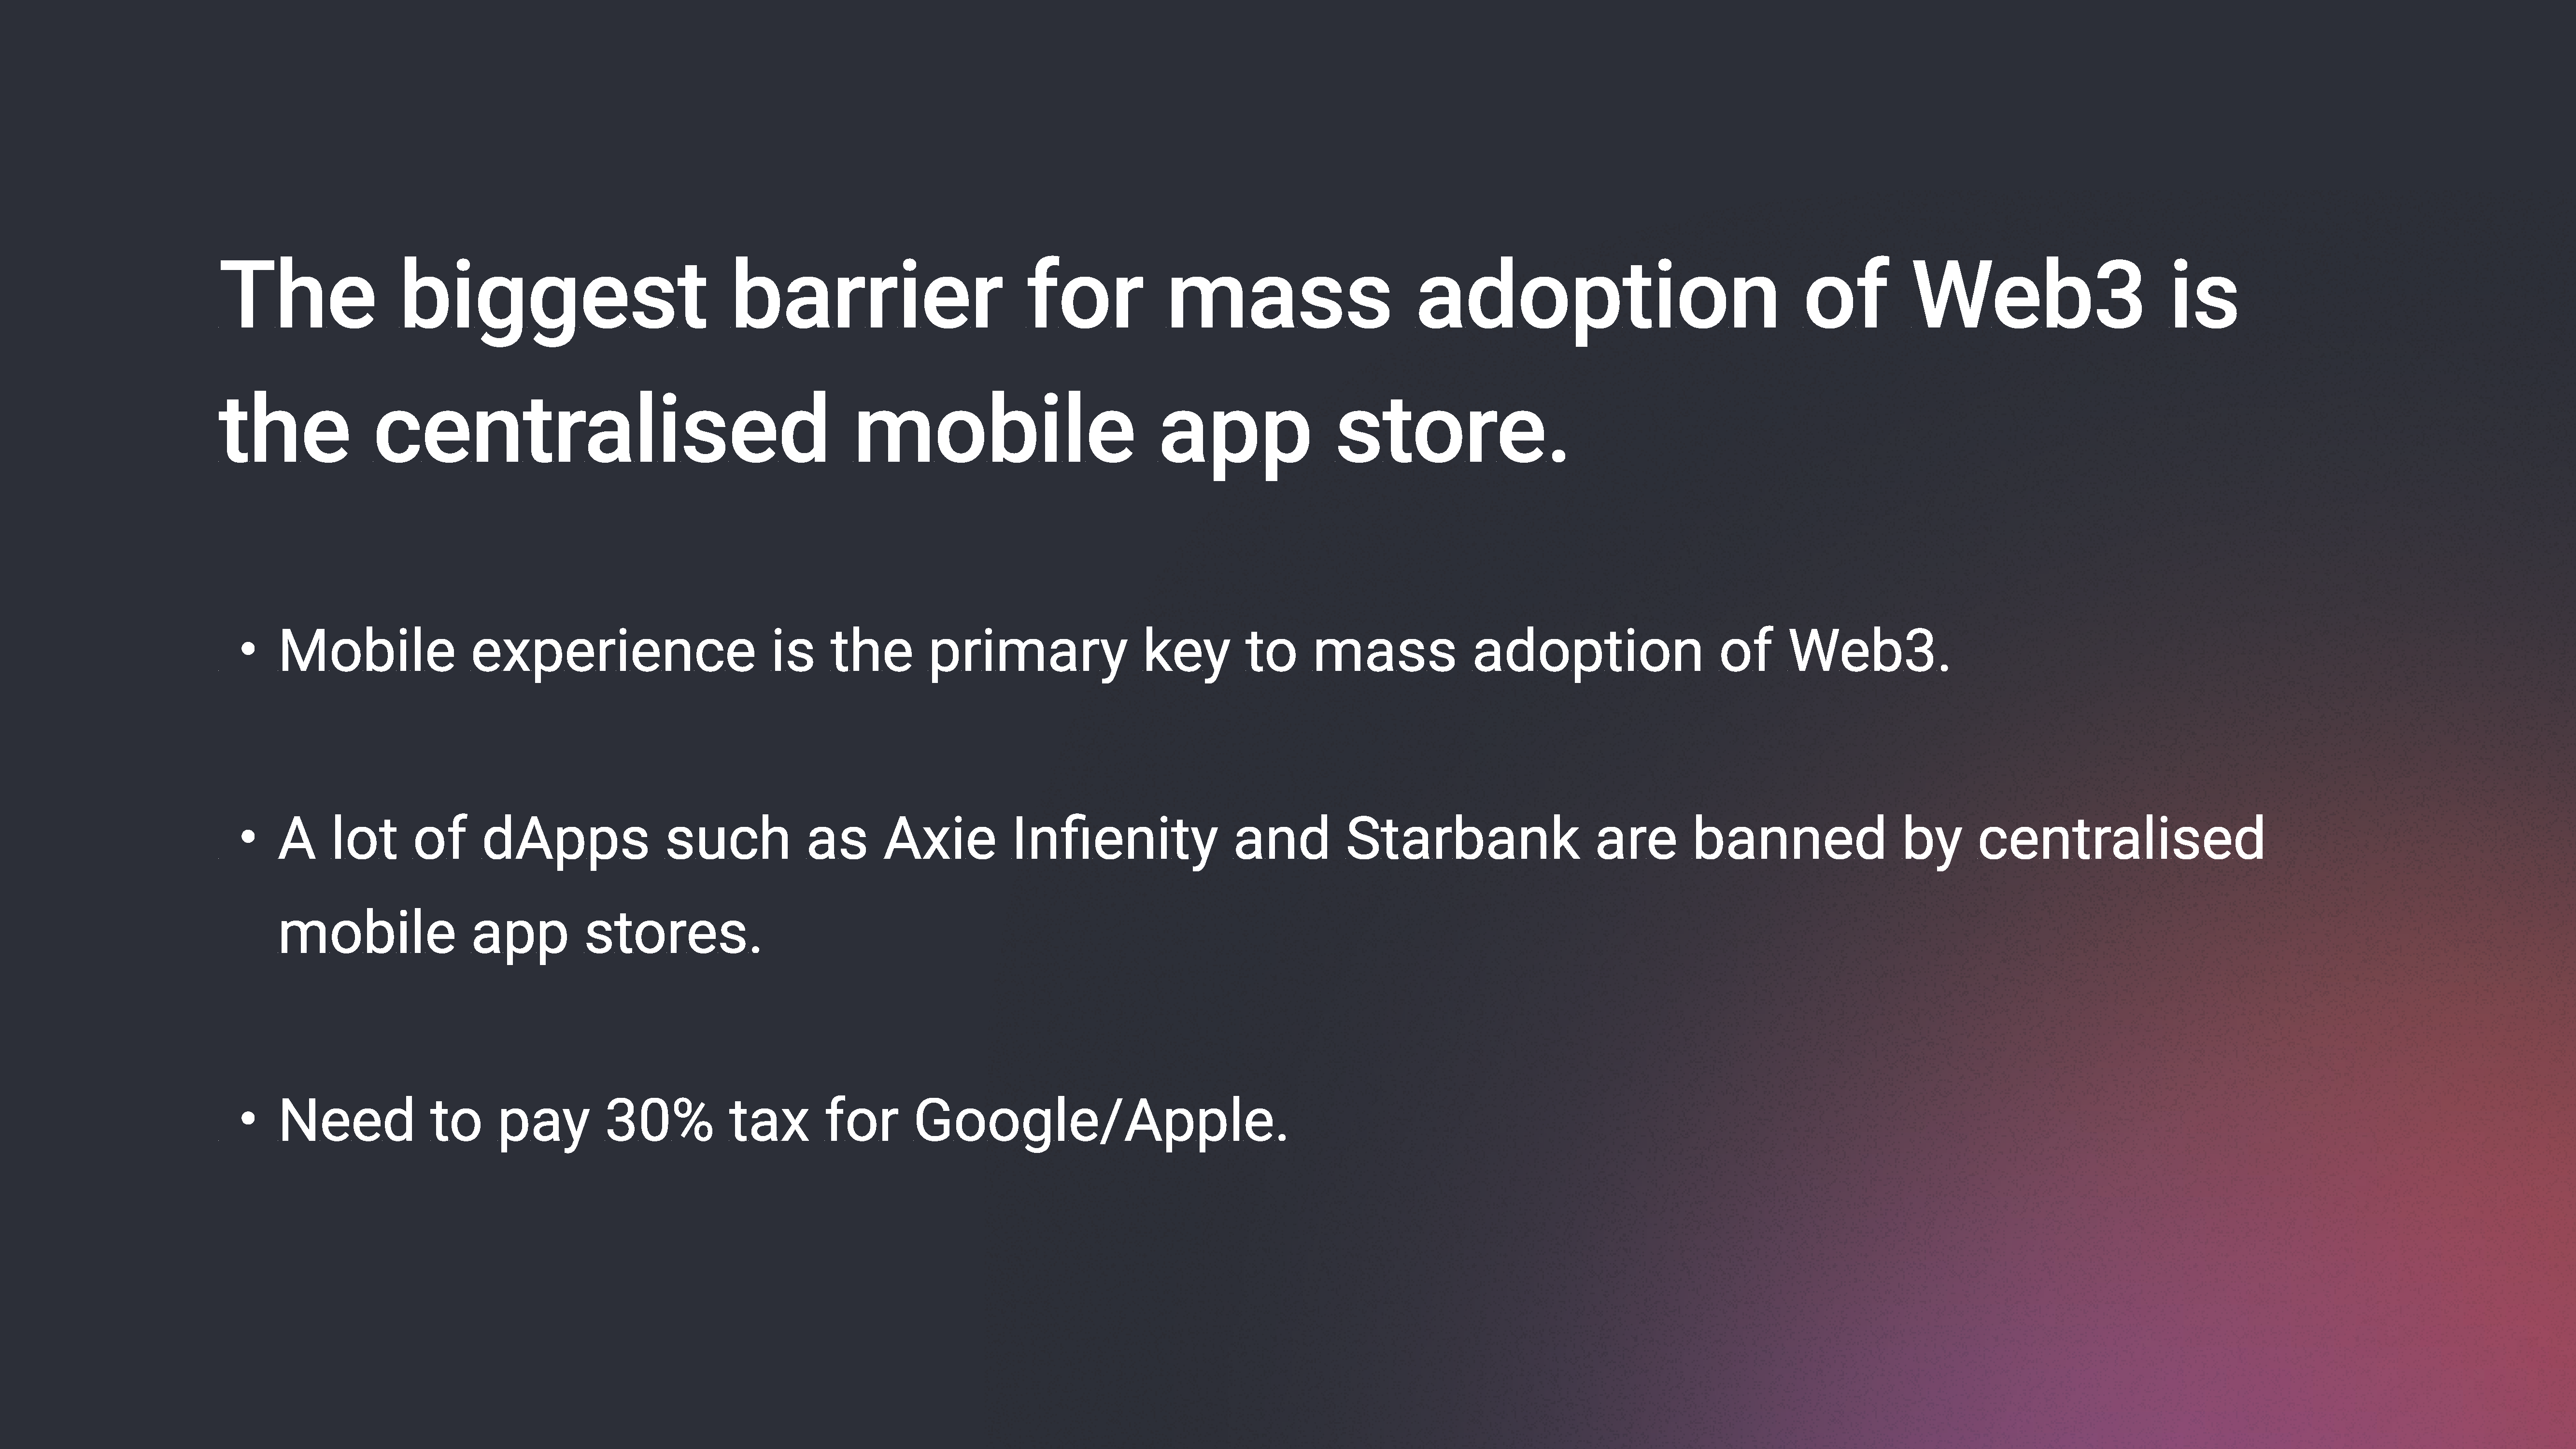 The biggest barrier for mass adoption of Web3 is
the centralised mobile app store.
• Mobile experience is the primary key to mass adoption of Web3.
• A lot of dApps such as Axie Infienity and Starbank are banned by centralised
mobile app stores.
• Need to pay 30% tax for Google/Apple.